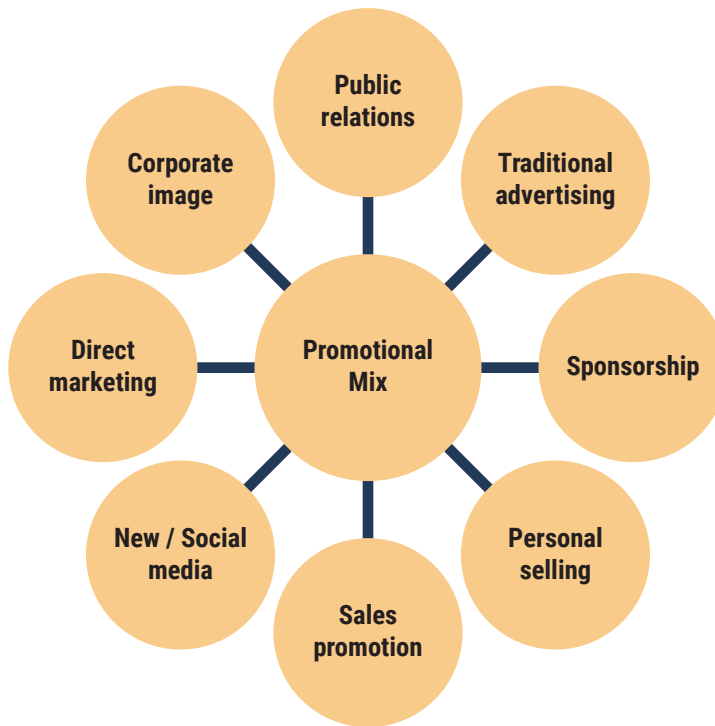 Public
relations
Traditional
advertising
Sponsorship
Personal
selling
Sales
promotion
New / Social
media
Direct
marketing
Corporate
image
Promotional
Mix